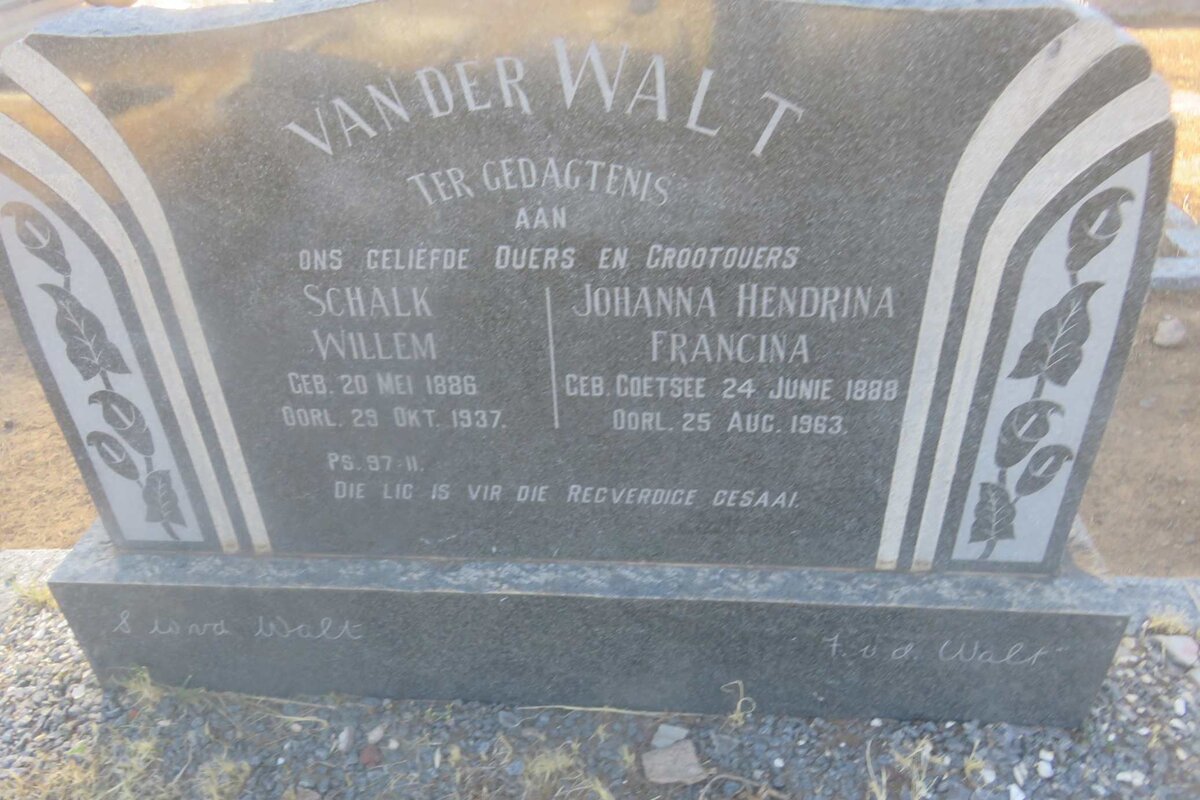 VAN DER WALT
TER GEDAGTENIS
AAN
ONS GELIEFDE OUERS EN GROOTOUERS
SCHALK
WILLEM
GEB. 20 MEI 1886
OORL. 29 OKT. 1937.
JOHANNA HENDRINA
FRANCINA
GEB. COETSEE 24 JUNIE 1888
OORL. 25 AUG. 1963.
PS. 97-11.
DIE LIG IS VIR DIE REGVERDIGE GESAAI.
S W v d Walt
F. v d. Walt